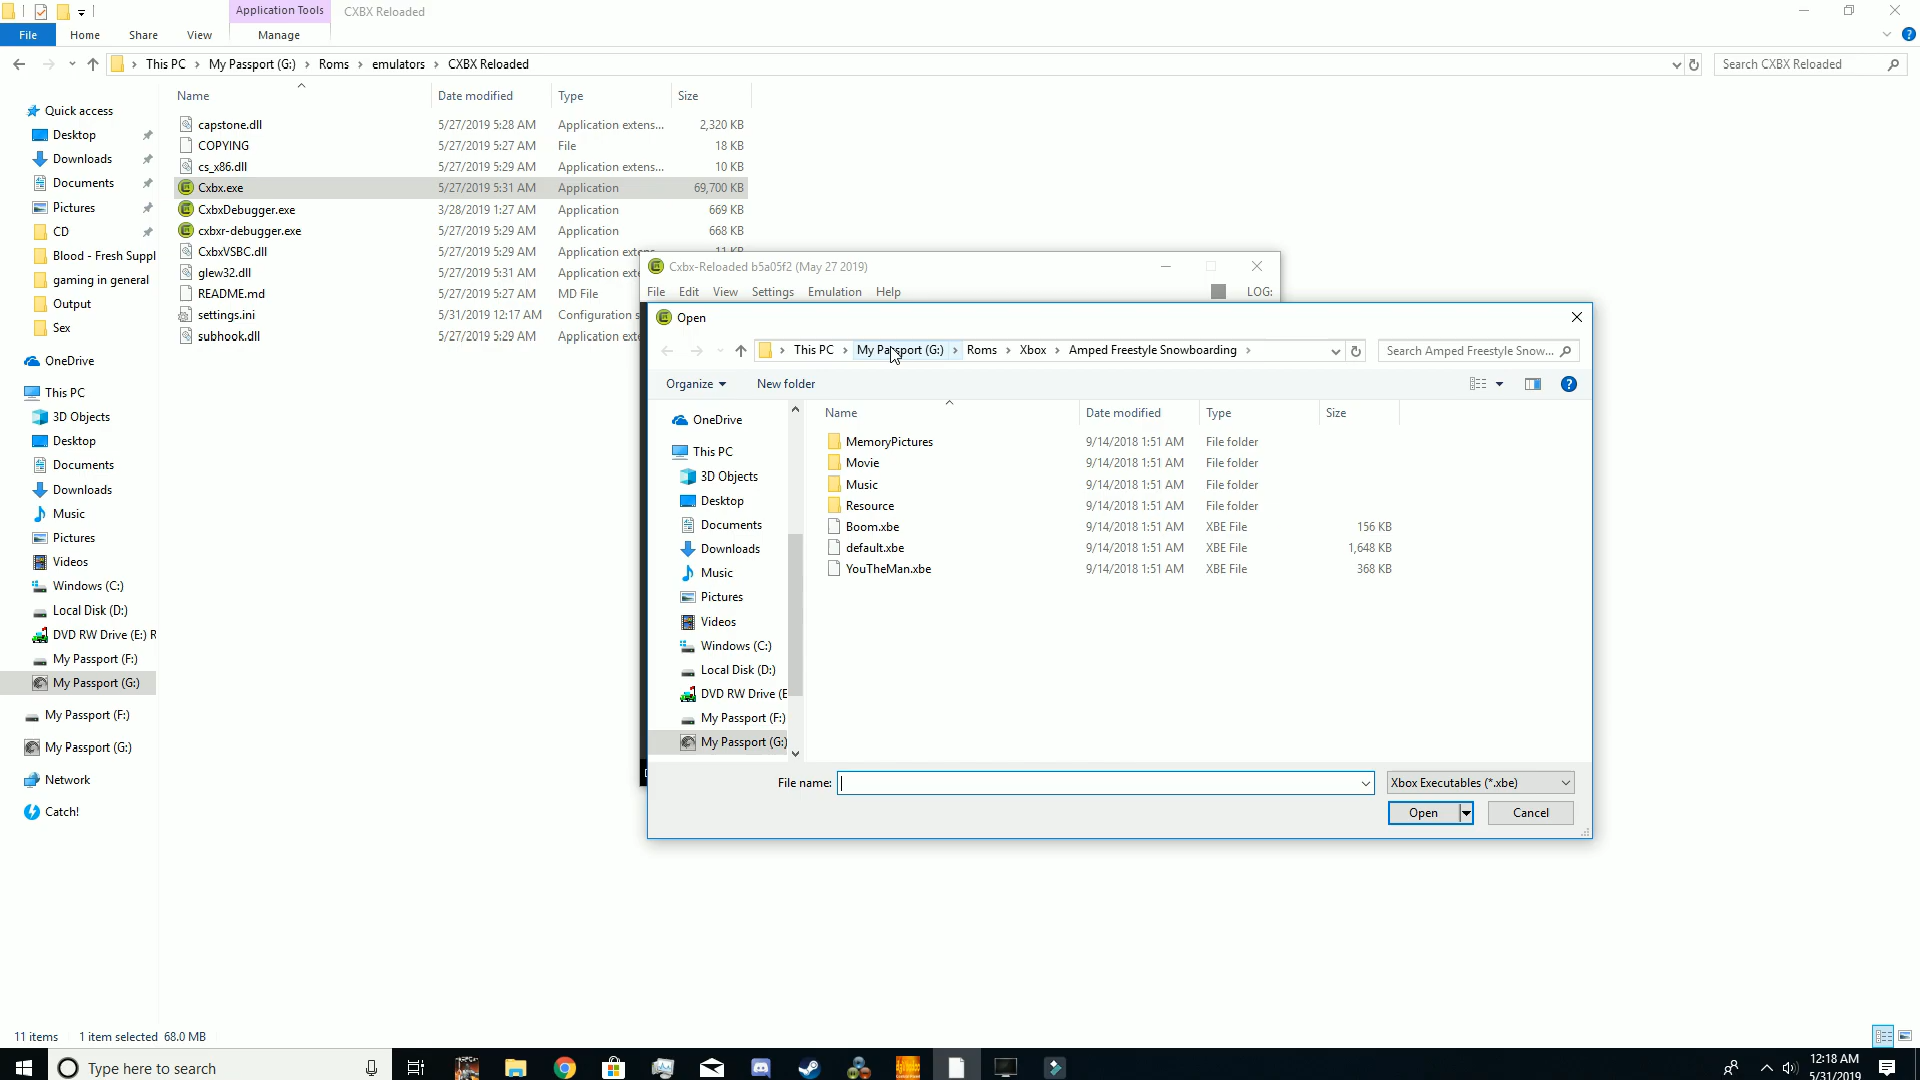 Application Tools
CXBX Reloaded
File
Home
Share
View
Manage
This PC
My Passport (G:)
Roms
emulators
CXBX Reloaded
Search CXBX Reloaded
Name
Date modified
Type
Size
Quick access
Desktop
Downloads
Documents
Pictures
CD
Blood - Fresh Suppl
gaming in general
Output
Sex
OneDrive
This PC
3D Objects
Desktop
Documents
Downloads
Music
Pictures
Videos
Windows (C:)
Local Disk (D:)
DVD RW Drive (E:) R
My Passport (F:)
My Passport (G:)
My Passport (F:)
My Passport (G:)
Network
Catch!
capstone.dll 5/27/2019 5:28 AM Application extens... 2,320 KB
COPYING 5/27/2019 5:27 AM File 18 KB
cs_x86.dll 5/27/2019 5:29 AM Application extens... 10 KB
Cxbx.exe 5/27/2019 5:31 AM Application 69,700 KB
CxbxDebugger.exe 3/28/2019 1:27 AM Application 669 KB
cxbxr-debugger.exe 5/27/2019 5:29 AM Application 668 KB
CxbxVSBC.dll 5/27/2019 5:29 AM Application extens... 11 KB
glew32.dll 5/27/2019 5:31 AM Application exte
README.md 5/27/2019 5:27 AM MD File
settings.ini 5/31/2019 12:17 AM Configuration s
subhook.dll 5/27/2019 5:29 AM Application exte
Cxbx-Reloaded b5a05f2 (May 27 2019)
File
Edit
View
Settings
Emulation
Help
LOG:
Open
This PC
My Passport (G:)
Roms
Xbox
Amped Freestyle Snowboarding
Search Amped Freestyle Snow...
Organize
New folder
OneDrive
This PC
3D Objects
Desktop
Documents
Downloads
Music
Pictures
Videos
Windows (C:)
Local Disk (D:)
DVD RW Drive (E
My Passport (F:)
My Passport (G:)
Name
Date modified
Type
Size
MemoryPictures 9/14/2018 1:51 AM File folder
Movie 9/14/2018 1:51 AM File folder
Music 9/14/2018 1:51 AM File folder
Resource 9/14/2018 1:51 AM File folder
Boom.xbe 9/14/2018 1:51 AM XBE File 156 KB
default.xbe 9/14/2018 1:51 AM XBE File 1,648 KB
YouTheMan.xbe 9/14/2018 1:51 AM XBE File 368 KB
File name:
Xbox Executables (*.xbe)
Open
Cancel
11 items
1 item selected 68.0 MB
Type here to search
12:18 AM
5/31/2019